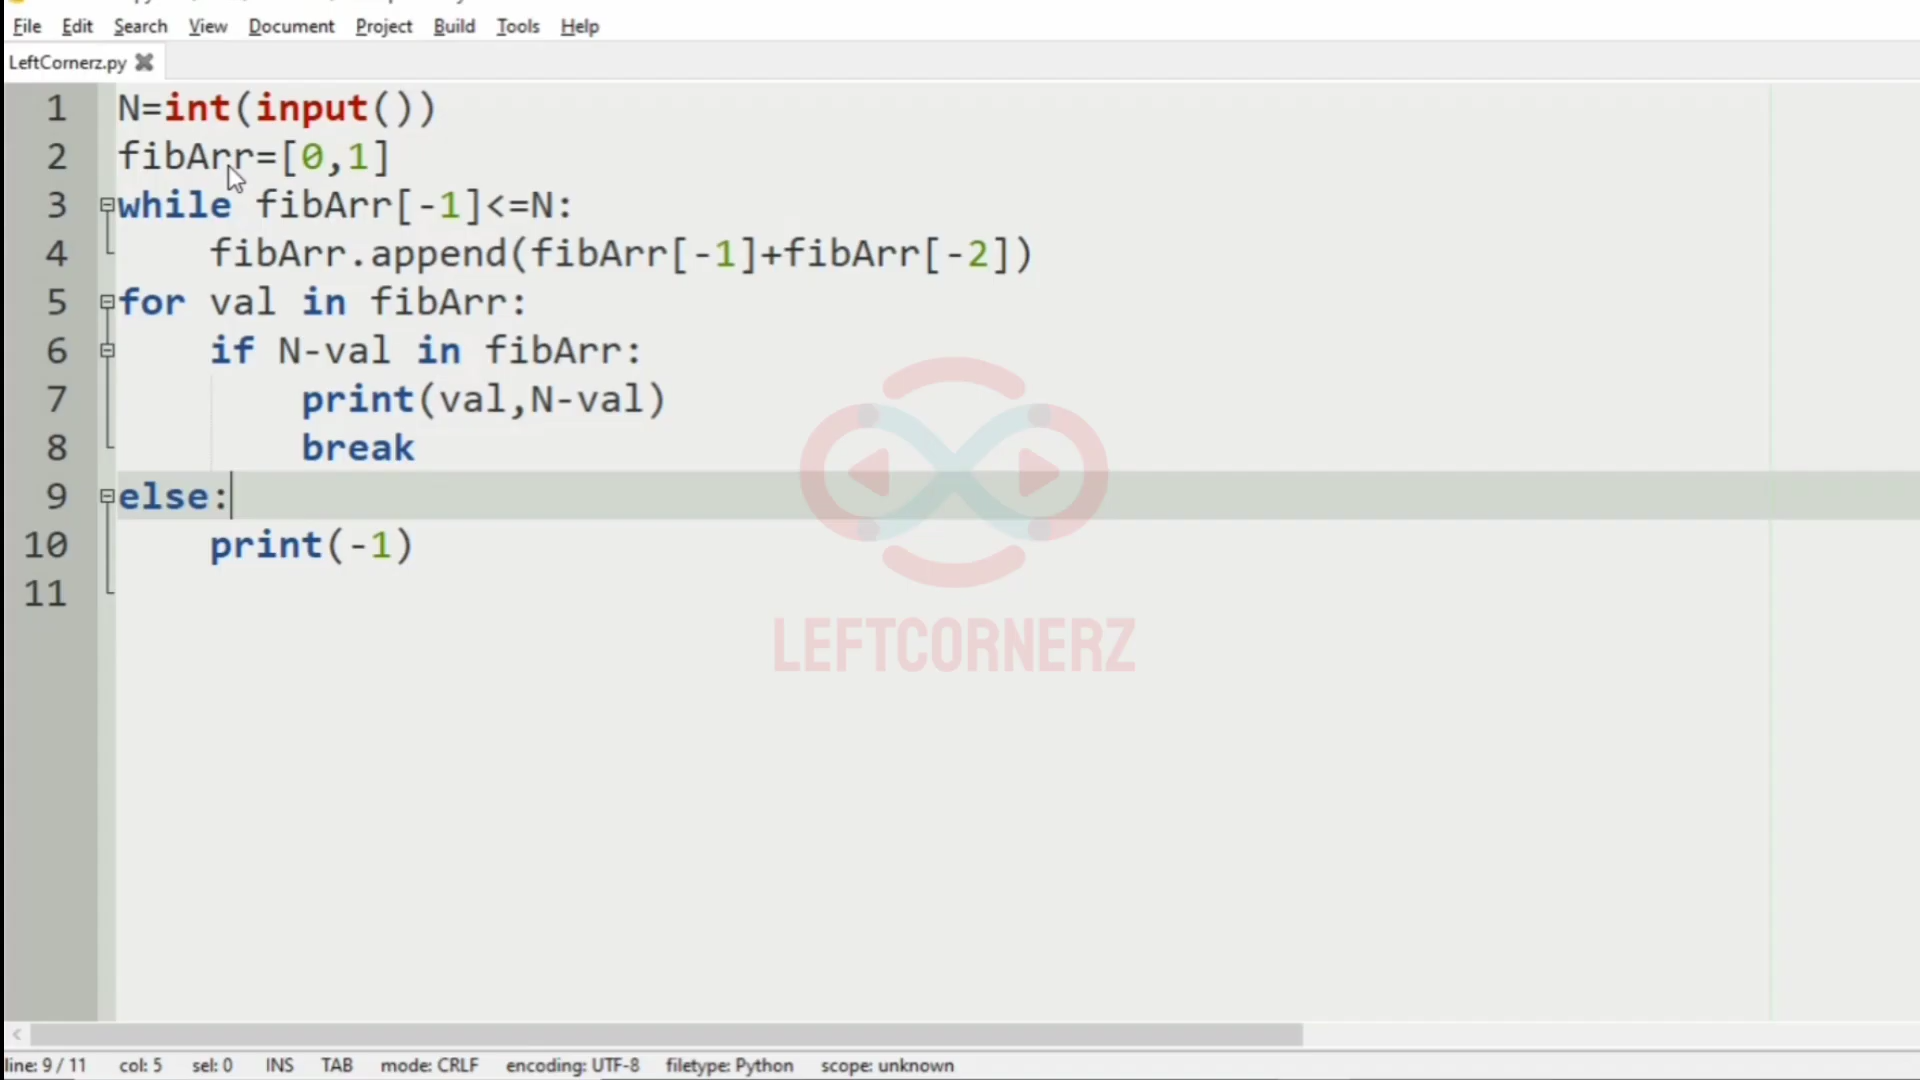 File Edit Search View Document Project Build Tools Help
LeftCornerz.py
1 N=int(input())
2 fibArr=[0,1]
3 while fibArr[-1]<=N:
4     fibArr.append(fibArr[-1]+fibArr[-2])
5 for val in fibArr:
6     if N-val in fibArr:
7         print(val,N-val)
8         break
9 else:
10     print(-1)
11
LEFTCORNERZ
line: 9 / 11 col: 5 sel: 0 INS TAB mode: CRLF encoding: UTF-8 filetype: Python scope: unknown